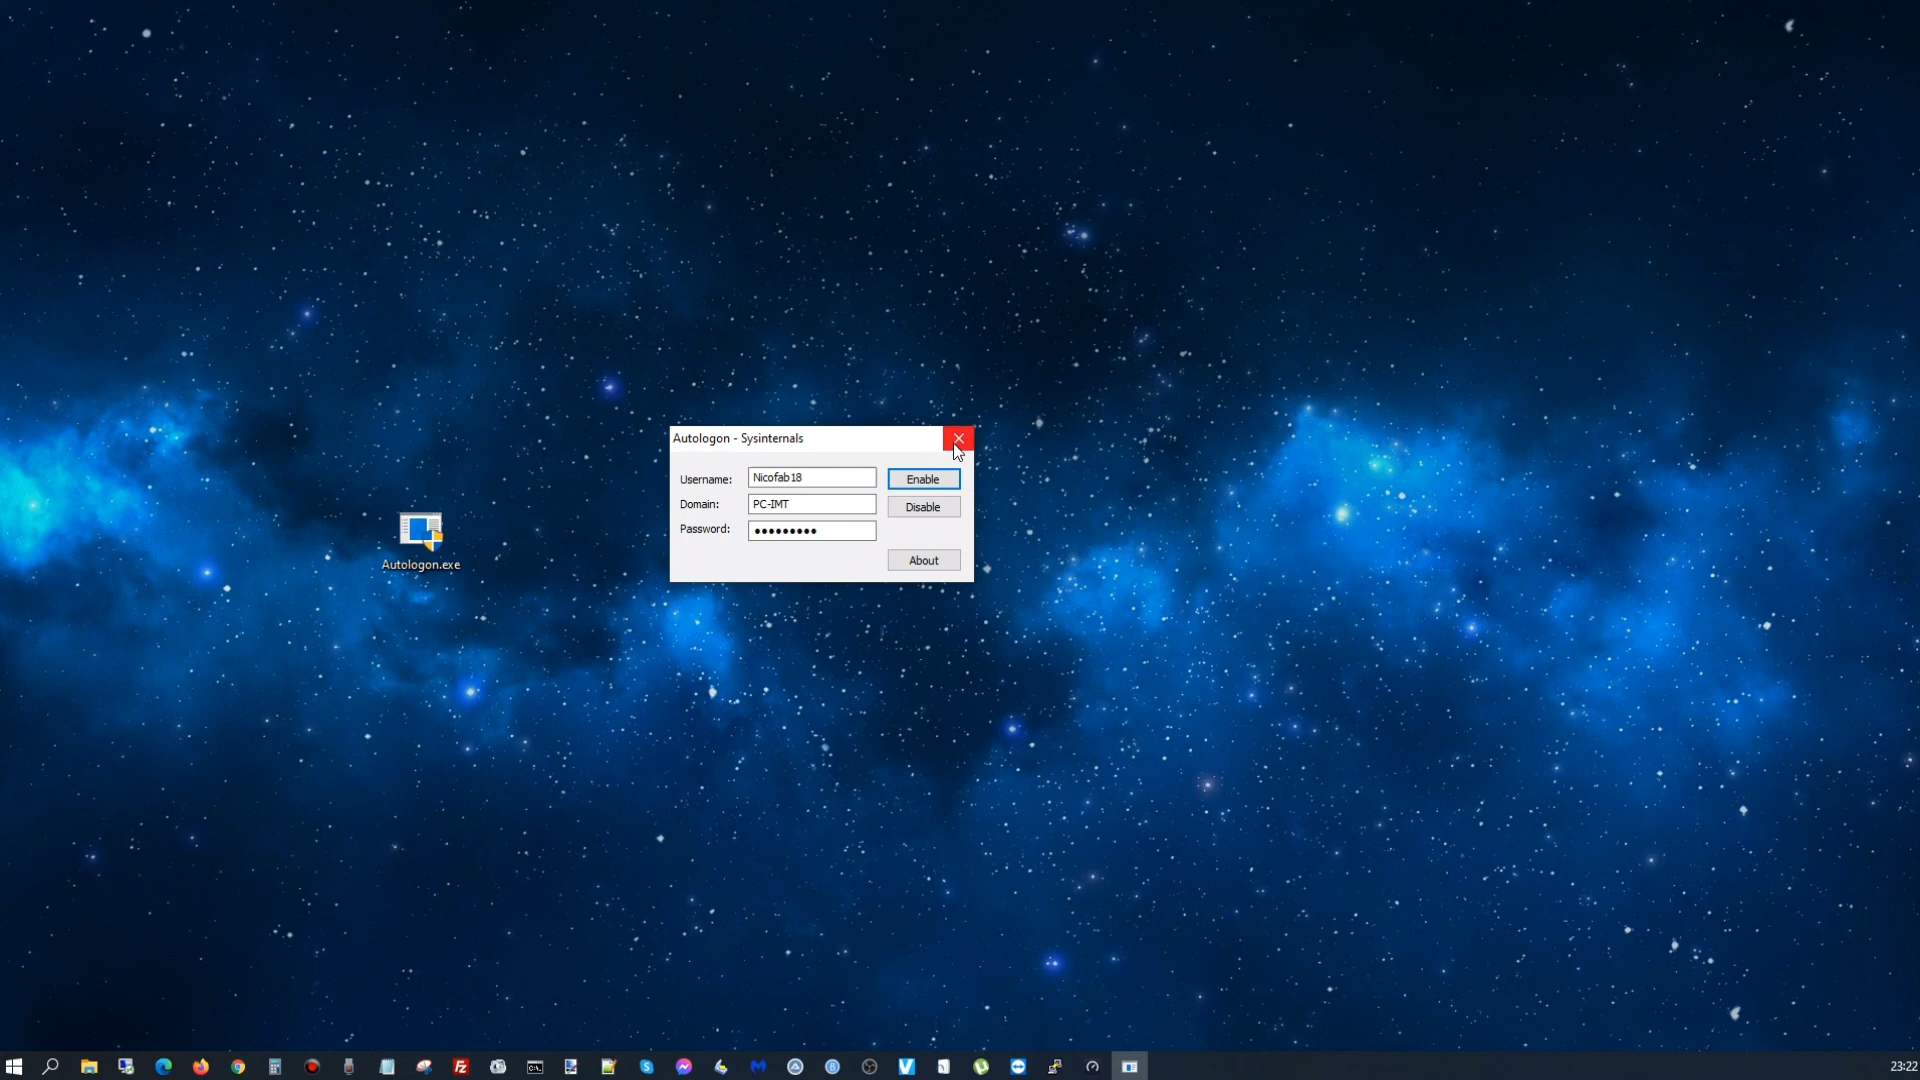 Autologon - Sysinternals
Username: Nicofab18 Enable
Domain: PC-IMT Disable
Password: ●●●●●●●●●
About
Autologon.exe
23:22